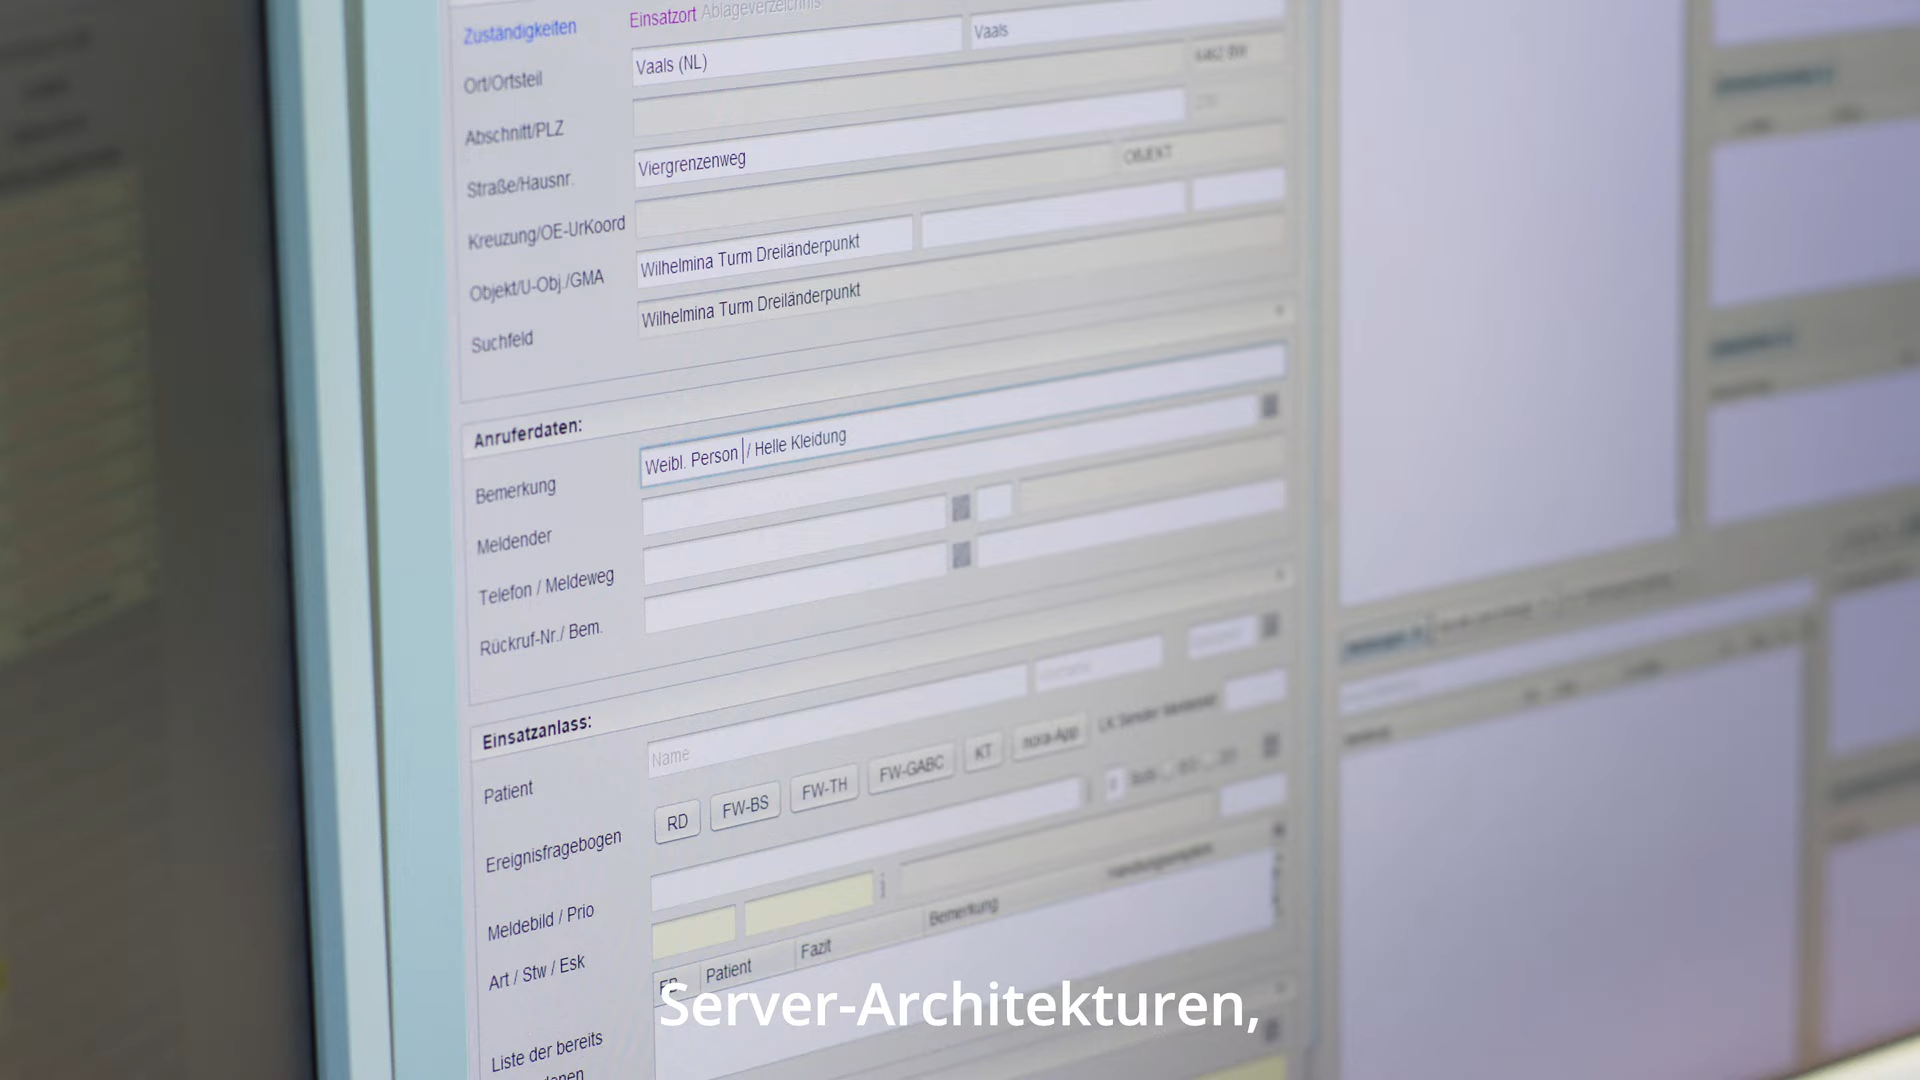 Zuständigkeiten
Einsatzort Ablageverzeichnis
Ort/Ortsteil
Vaals (NL)
Vaals
Abschnitt/PLZ
Straße/Hausnr.
Viergrenzenweg
Kreuzung/OE-UrKoord
OBJEKT
Objekt/U-Obj./GMA
Wilhelmina Turm Dreiländerpunkt
Suchfeld
Wilhelmina Turm Dreiländerpunkt
Anruferdaten:
Bemerkung
Weibl. Person / Helle Kleidung
Meldender
Telefon / Meldeweg
Rückruf-Nr./ Bem.
Einsatzanlass:
Patient
Name
Ereignisfragebogen
RD FW-BS FW-TH FW-GABC KT nora-App
Meldebild / Prio
Art / Stw / Esk
Patient Fazit Bemerkung
Liste der bereits
Server-Architekturen,